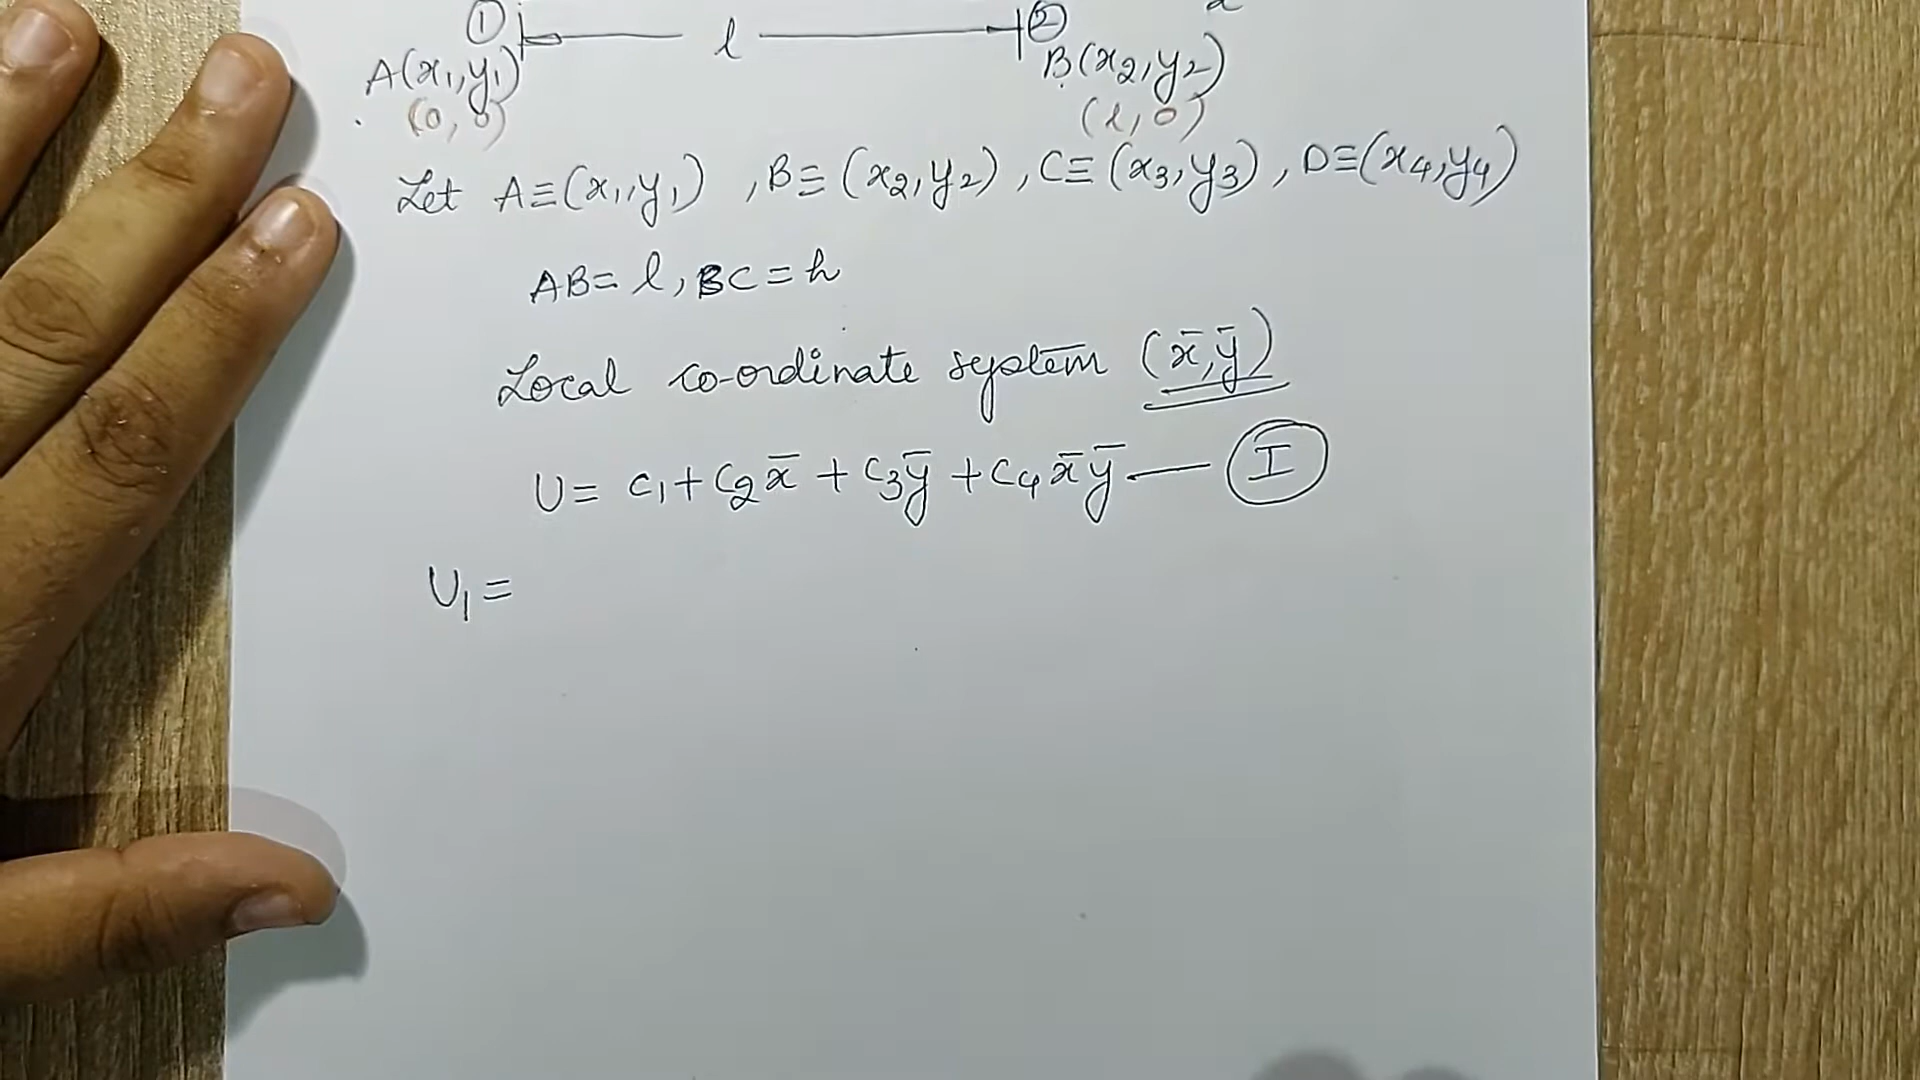 ① l ②
A(x₁,y₁) B(x₂,y₂)
(0,0) (l,0)
Let A≡(x₁,y₁) , B≡(x₂,y₂) , C≡(x₃,y₃) , D≡(x₄,y₄)
AB= l, BC=h
Local co-ordinate system (x̄,ȳ)
U= C₁+C₂x̄ +C₃ȳ +C₄x̄ȳ — Ⓘ
U₁=